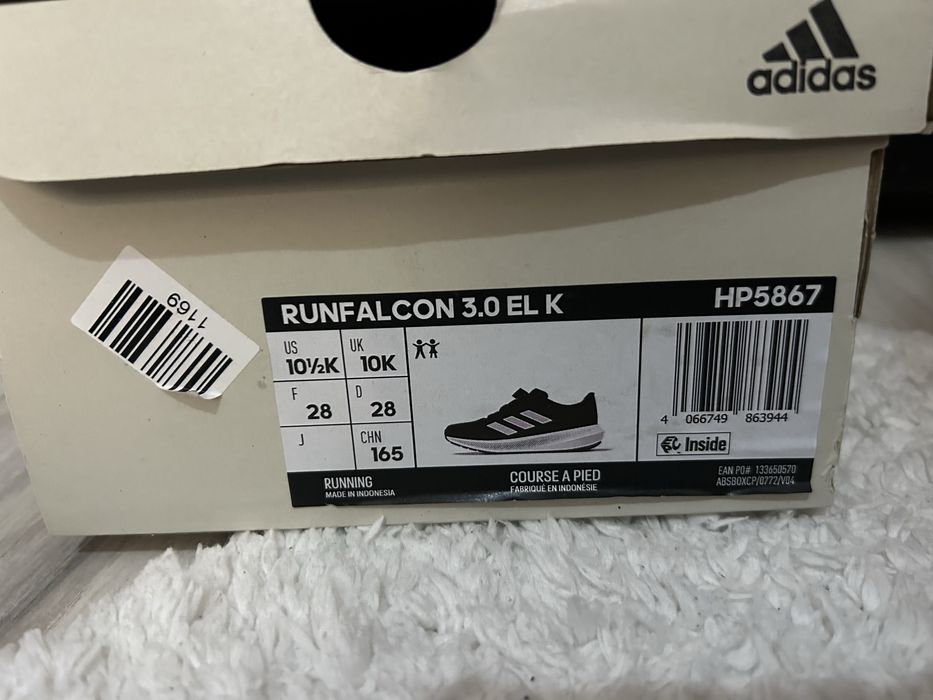 adidas
1169
RUNFALCON 3.0 EL K
HP5867
US
10½K
UK
10K
F
28
D
28
J
CHN
165
4 066749 863944
Inside
RUNNING
MADE IN INDONESIA
COURSE A PIED
FABRIQUÉ EN INDONÉSIE
EAN PO# 133650570
ABSBOXCP/0772/V04